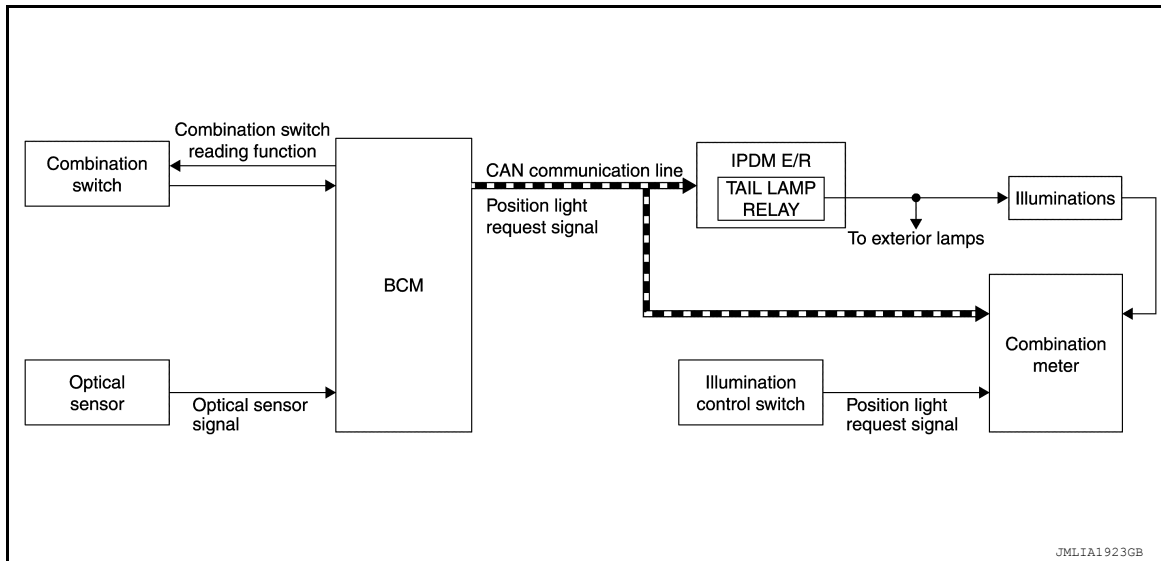 Combination switch
reading function
Combination
switch
CAN communication line
Position light
request signal
IPDM E/R
TAIL LAMP
RELAY
To exterior lamps
Illuminations
BCM
Combination
meter
Optical
sensor
Optical sensor
signal
Illumination
control switch
Position light
request signal
JMLIA1923GB